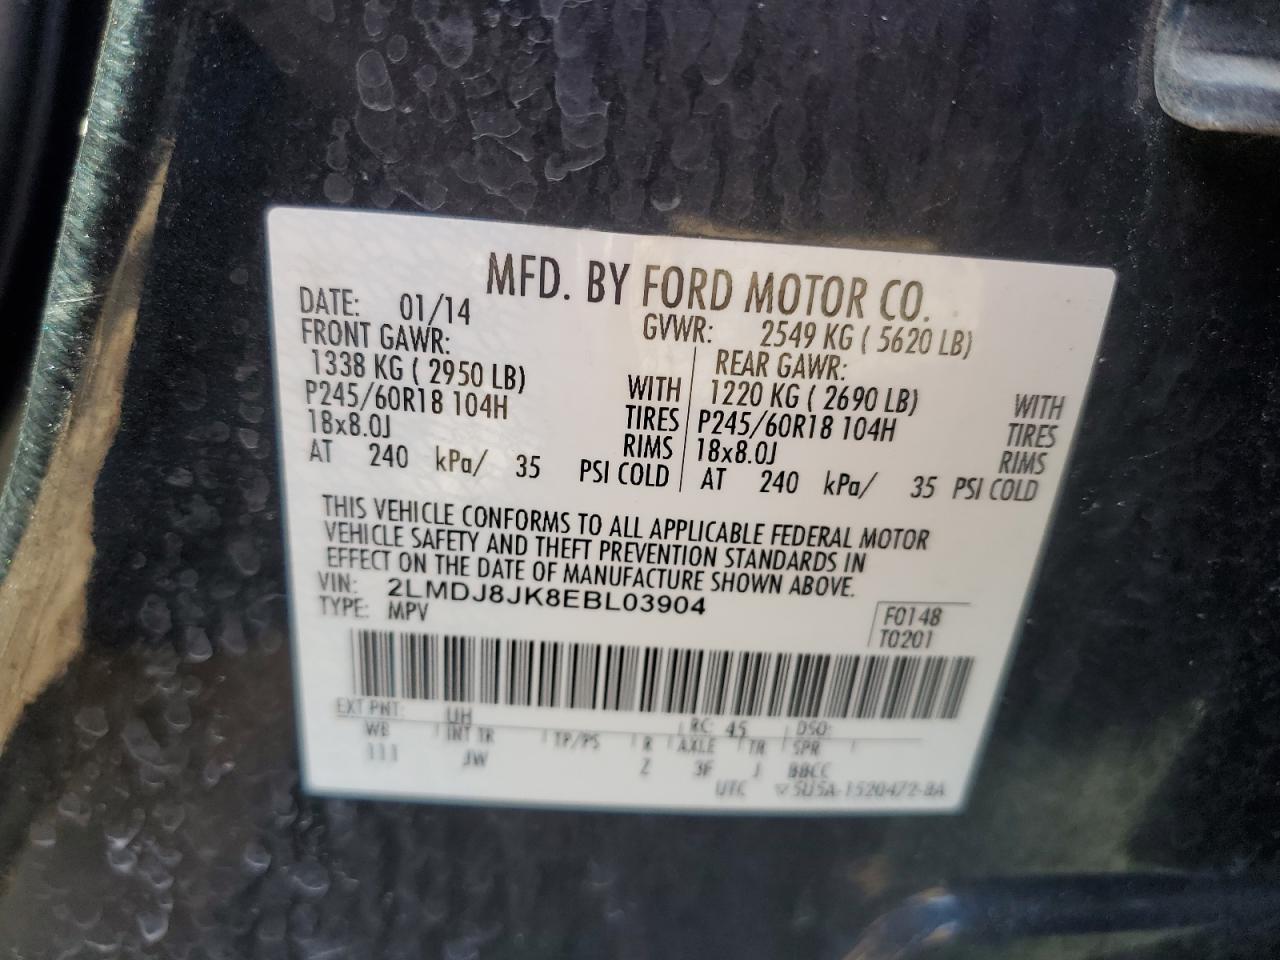 MFD. BY FORD MOTOR CO.
DATE: 01/14 GVWR: 2549 KG ( 5620 LB)
FRONT GAWR: REAR GAWR:
1338 KG ( 2950 LB) WITH 1220 KG ( 2690 LB) WITH
P245/60R18 104H TIRES P245/60R18 104H TIRES
18x8.0J RIMS 18x8.0J RIMS
AT 240 kPa/ 35 PSI COLD AT 240 kPa/ 35 PSI COLD
THIS VEHICLE CONFORMS TO ALL APPLICABLE FEDERAL MOTOR
VEHICLE SAFETY AND THEFT PREVENTION STANDARDS IN
EFFECT ON THE DATE OF MANUFACTURE SHOWN ABOVE.
VIN: 2LMDJ8JK8EBL03904
TYPE: MPV
F0148
T0201
EXT PNT: UH RC: 45 DSO:
WB INT TR TP/PS R AXLE TR SPR
111 JW Z 3F J BBCC
UTC ▽5U5A-1520472-BA